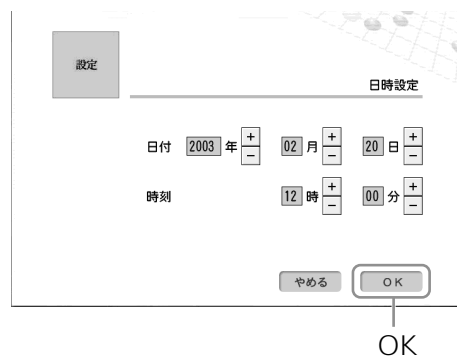 設定
日時設定
日付 2003 年 + - 02 月 + - 20 日 + -
時刻 12 時 + - 00 分 + -
やめる OK
OK